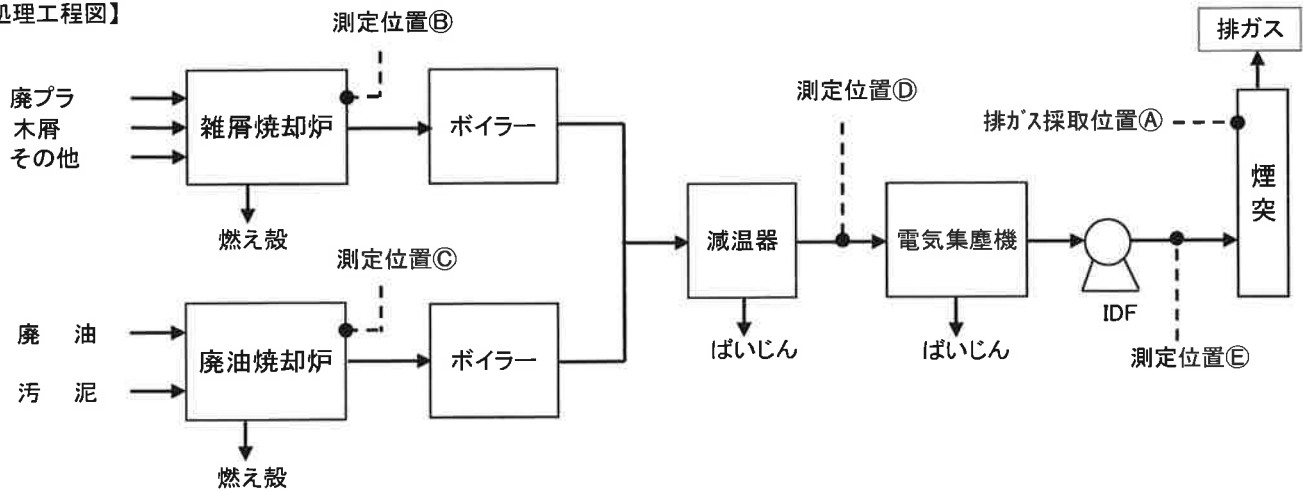 処理工程図】
測定位置Ⓑ
廃プラ
木屑
その他
雑屑焼却炉
ボイラー
燃え殻
測定位置Ⓒ
廃　油
汚　泥
廃油焼却炉
ボイラー
燃え殻
減温器
ばいじん
測定位置Ⓓ
電気集塵機
ばいじん
IDF
測定位置Ⓔ
排ガス採取位置Ⓐ
煙突
排ガス